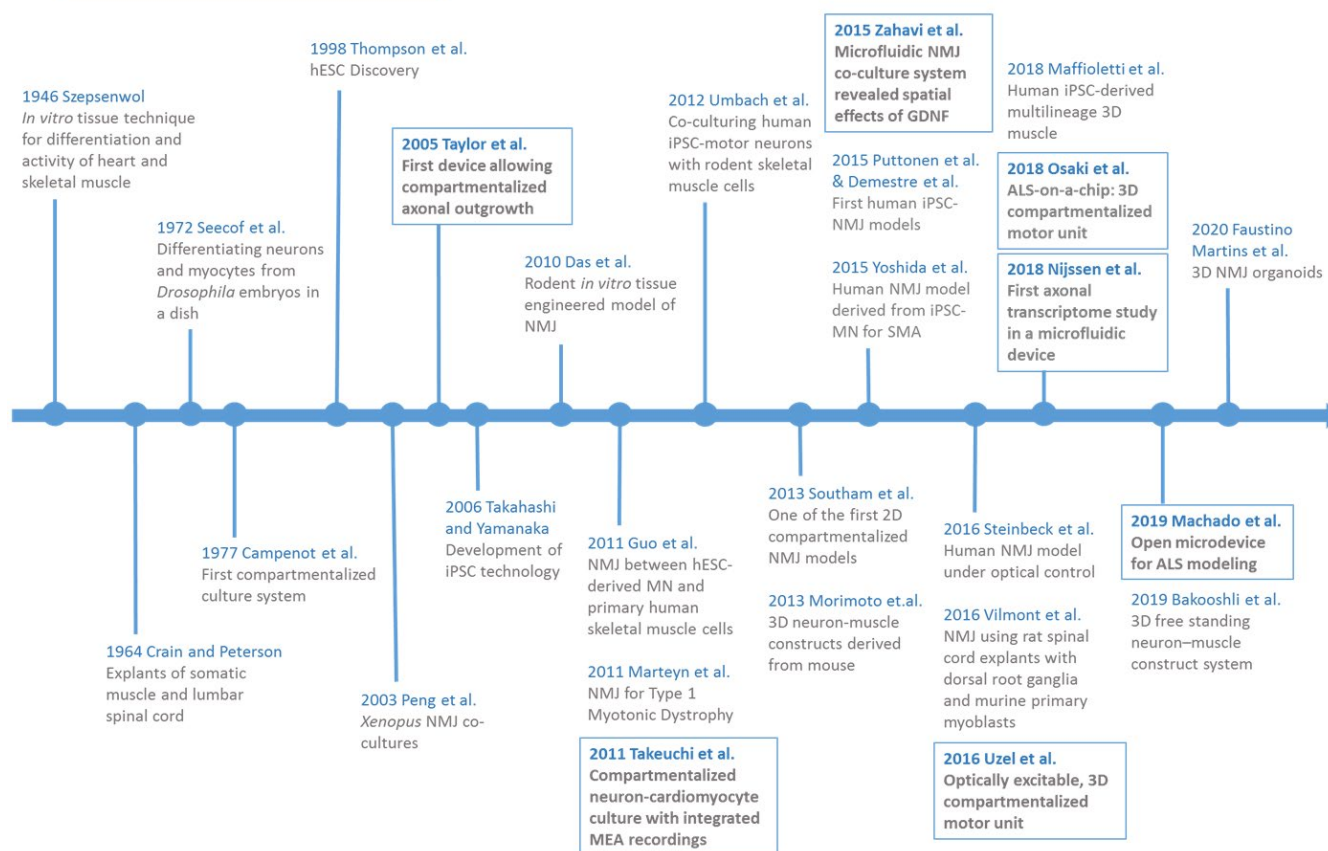 1946 Szepsenwol
In vitro tissue technique
for differentiation and
activity of heart and
skeletal muscle
1972 Seecof et al.
Differentiating neurons
and myocytes from
Drosophila embryos in
a dish
1998 Thompson et al.
hESC Discovery
2005 Taylor et al.
First device allowing
compartmentalized
axonal outgrowth
2010 Das et al.
Rodent in vitro tissue
engineered model of
NMJ
2012 Umbach et al.
Co-culturing human
iPSC-motor neurons
with rodent skeletal
muscle cells
2015 Zahavi et al.
Microfluidic NMJ
co-culture system
revealed spatial
effects of GDNF
2015 Puttonen et al.
& Demestre et al.
First human iPSC-
NMJ models
2015 Yoshida et al.
Human NMJ model
derived from iPSC-
MN for SMA
2018 Maffioletti et al.
Human iPSC-derived
multilineage 3D
muscle
2018 Osaki et al.
ALS-on-a-chip: 3D
compartmentalized
motor unit
2018 Nijssen et al.
First axonal
transcriptome study
in a microfluidic
device
2020 Faustino
Martins et al.
3D NMJ organoids
1964 Crain and Peterson
Explants of somatic
muscle and lumbar
spinal cord
1977 Campenot et al.
First compartmentalized
culture system
2003 Peng et al.
Xenopus NMJ co-
cultures
2006 Takahashi
and Yamanaka
Development of
iPSC technology
2011 Guo et al.
NMJ between hESC-
derived MN and
primary human
skeletal muscle cells
2011 Marteyn et al.
NMJ for Type 1
Myotonic Dystrophy
2011 Takeuchi et al.
Compartmentalized
neuron-cardiomyocyte
culture with integrated
MEA recordings
2013 Southam et al.
One of the first 2D
compartmentalized
NMJ models
2013 Morimoto et.al.
3D neuron-muscle
constructs derived
from mouse
2016 Steinbeck et al.
Human NMJ model
under optical control
2016 Vilmont et al.
NMJ using rat spinal
cord explants with
dorsal root ganglia
and murine primary
myoblasts
2016 Uzel et al.
Optically excitable, 3D
compartmentalized
motor unit
2019 Machado et al.
Open microdevice
for ALS modeling
2019 Bakooshli et al.
3D free standing
neuron–muscle
construct system